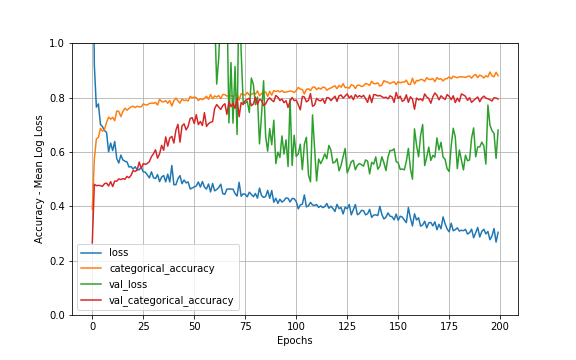 1.0
0.8
0.6
0.4
0.2
0.0
Accuracy - Mean Log Loss
loss
categorical_accuracy
val_loss
val_categorical_accuracy
0 25 50 75 100 125 150 175 200
Epochs